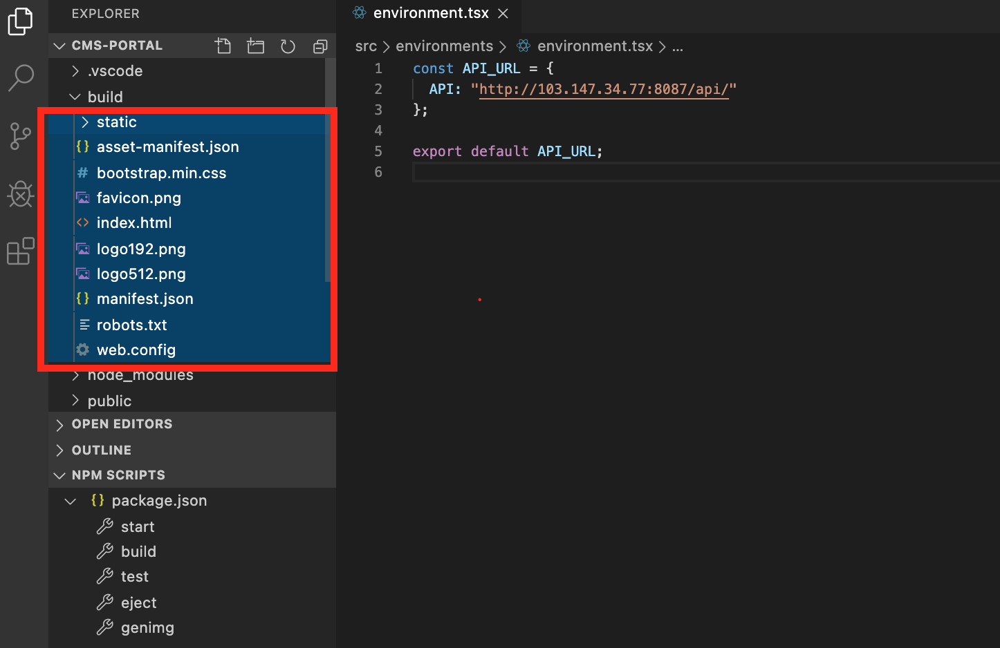 EXPLORER
CMS-PORTAL
.vscode
build
static
asset-manifest.json
bootstrap.min.css
favicon.png
index.html
logo192.png
logo512.png
manifest.json
robots.txt
web.config
node_modules
public
OPEN EDITORS
OUTLINE
NPM SCRIPTS
package.json
start
build
test
eject
genimg
environment.tsx
src > environments > environment.tsx > ...
1 const API_URL = {
2 API: "http://103.147.34.77:8087/api/"
3 };
4
5 export default API_URL;
6